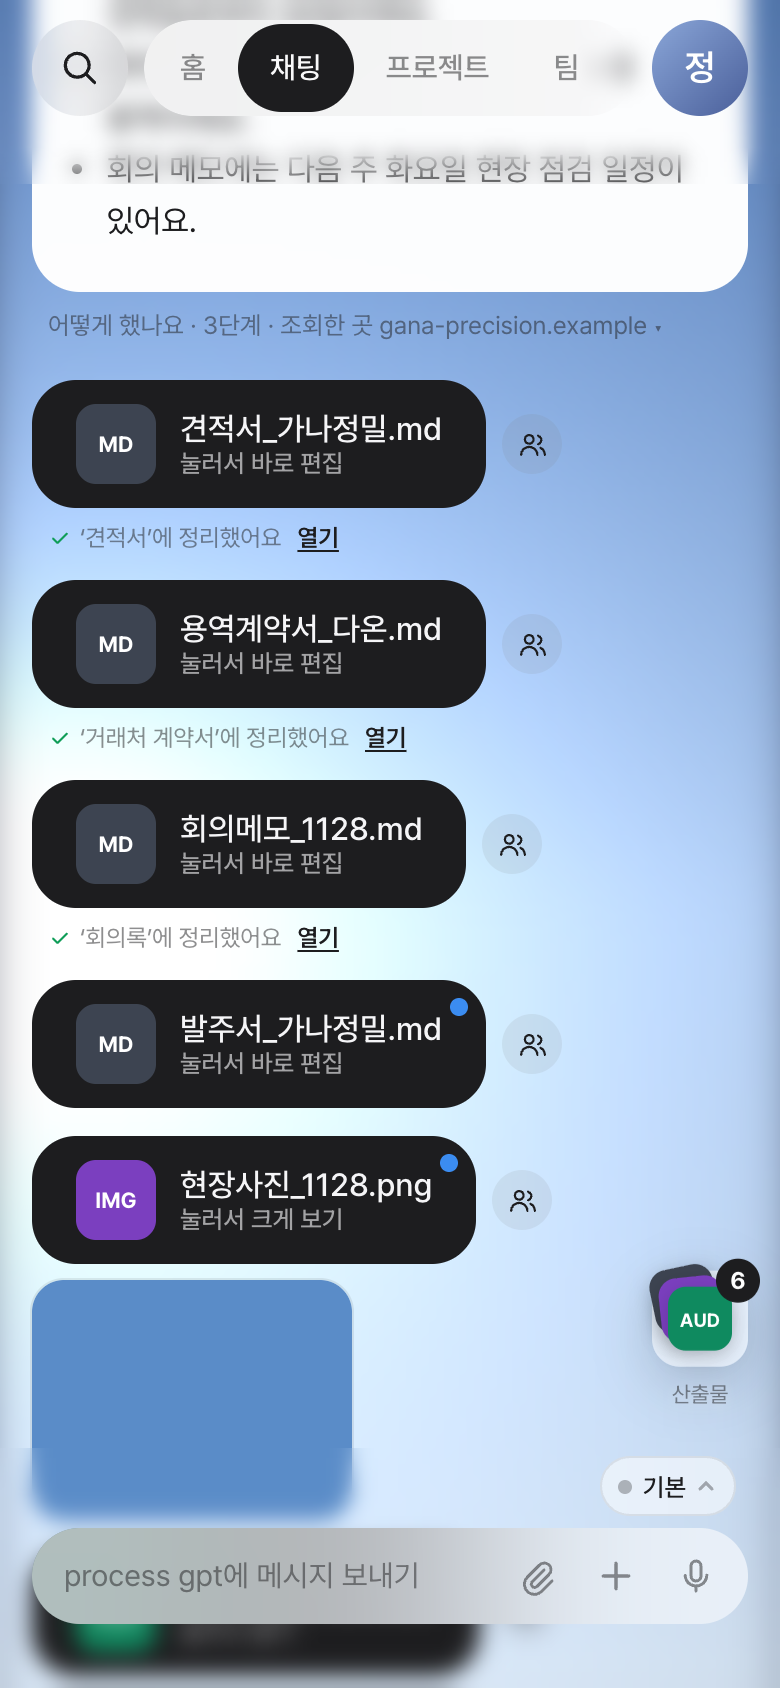 홈
채팅
프로젝트
팀
정
회의 메모에는 다음 주 화요일 현장 점검 일정이
있어요.
어떻게 했나요 · 3단계 · 조회한 곳 gana-precision.example ▾
MD
견적서_가나정밀.md
눌러서 바로 편집
‘견적서’에 정리했어요 열기
MD
용역계약서_다온.md
눌러서 바로 편집
‘거래처 계약서’에 정리했어요 열기
MD
회의메모_1128.md
눌러서 바로 편집
‘회의록’에 정리했어요 열기
MD
발주서_가나정밀.md
눌러서 바로 편집
IMG
현장사진_1128.png
눌러서 크게 보기
6
AUD
산출물
기본
process gpt에 메시지 보내기